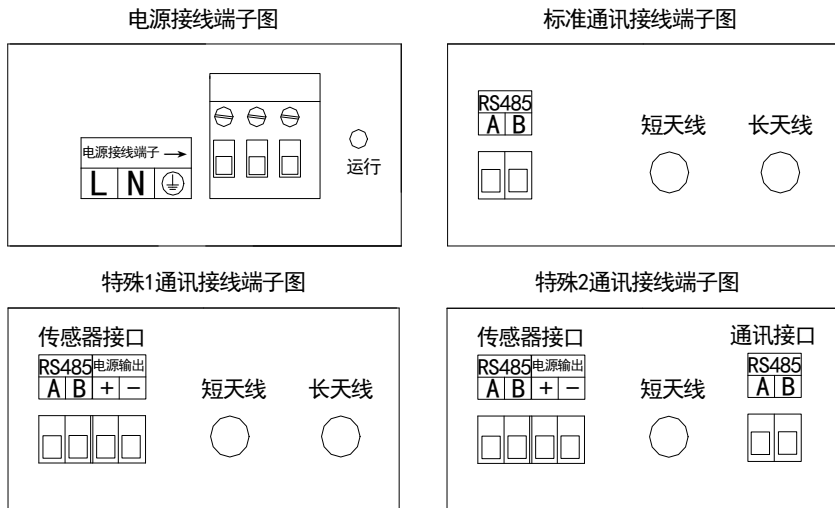 电源接线端子图
电源接线端子 →
L N
运行
标准通讯接线端子图
RS485
A B
短天线
长天线
特殊1通讯接线端子图
传感器接口
RS485 电源输出
A B + −
短天线
长天线
特殊2通讯接线端子图
传感器接口
RS485 电源输出
A B + −
短天线
通讯接口
RS485
A B